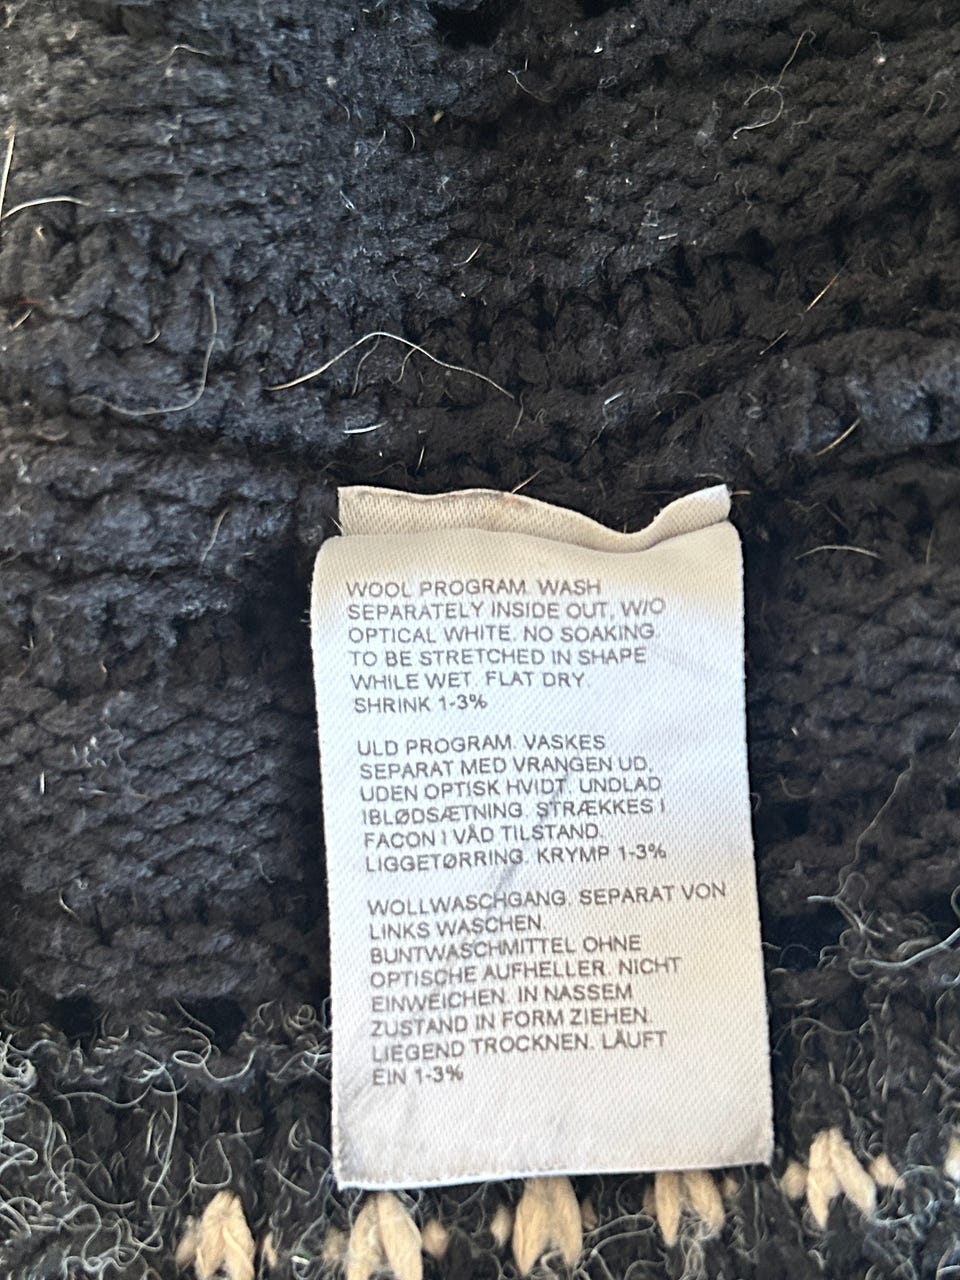 WOOL PROGRAM. WASH
SEPARATELY INSIDE OUT, W/O
OPTICAL WHITE. NO SOAKING.
TO BE STRETCHED IN SHAPE
WHILE WET. FLAT DRY.
SHRINK 1-3%
ULD PROGRAM. VASKES
SEPARAT MED VRANGEN UD,
UDEN OPTISK HVIDT. UNDLAD
IBLØDSÆTNING. STRÆKKES I
FACON I VÅD TILSTAND.
LIGGETØRRING. KRYMP 1-3%
WOLLWASCHGANG. SEPARAT VON
LINKS WASCHEN.
BUNTWASCHMITTEL OHNE
OPTISCHE AUFHELLER. NICHT
EINWEICHEN. IN NASSEM
ZUSTAND IN FORM ZIEHEN.
LIEGEND TROCKNEN. LÄUFT
EIN 1-3%